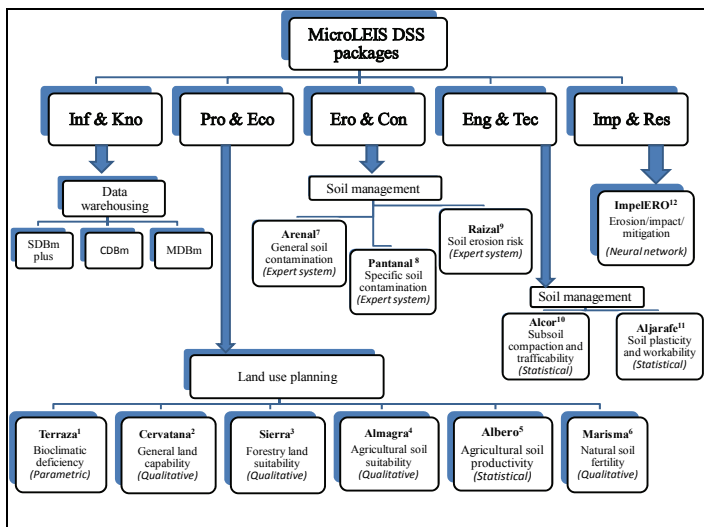 MicroLEIS DSS
packages
Inf & Kno
Pro & Eco
Ero & Con
Eng & Tec
Imp & Res
Data
warehousing
SDBm
plus
CDBm
MDBm
Soil management
Arenal⁷
General soil
contamination
(Expert system)
Pantanal ⁸
Specific soil
contamination
(Expert system)
Raizal⁹
Soil erosion risk
(Expert system)
ImpelERO¹²
Erosion/impact/
mitigation
(Neural network)
Soil management
Alcor¹⁰
Subsoil
compaction and
trafficability
(Statistical)
Aljarafe¹¹
Soil plasticity
and workability
(Statistical)
Land use planning
Terraza¹
Bioclimatic
deficiency
(Parametric)
Cervatana²
General land
capability
(Qualitative)
Sierra³
Forestry land
suitability
(Qualitative)
Almagra⁴
Agricultural soil
suitability
(Qualitative)
Albero⁵
Agricultural soil
productivity
(Statistical)
Marisma⁶
Natural soil
fertility
(Qualitative)